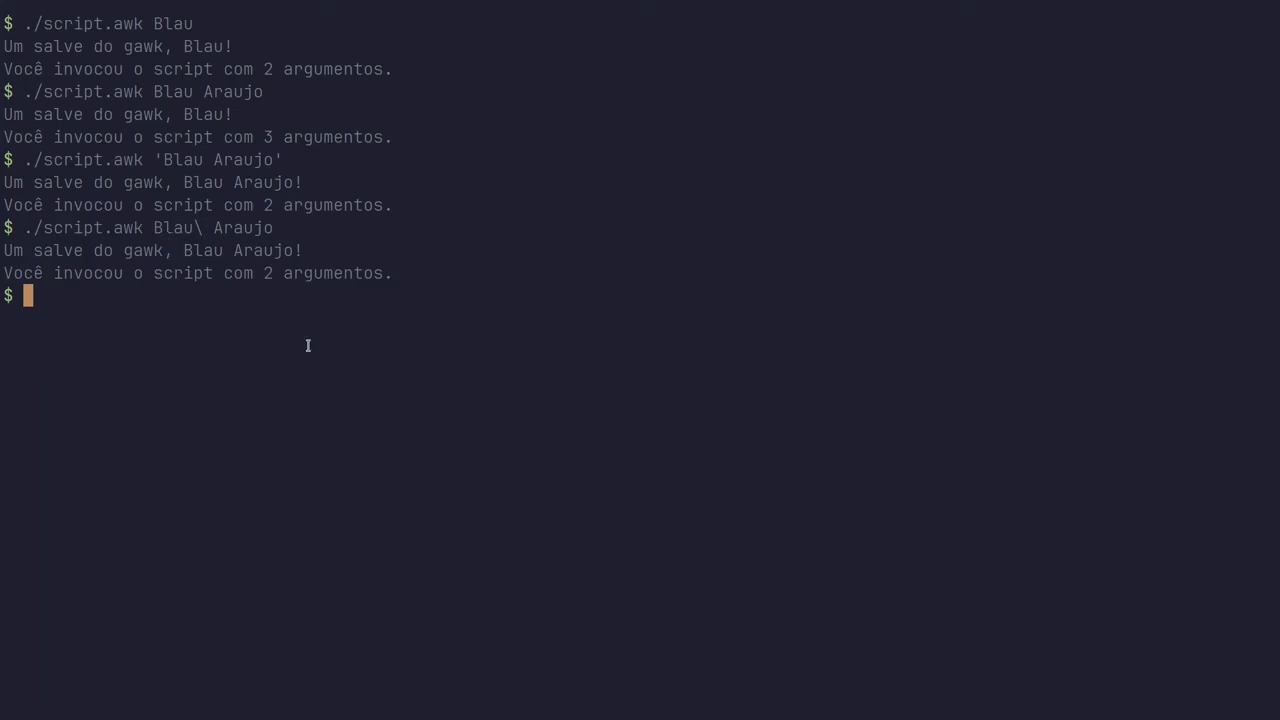 $ ./script.awk Blau
Um salve do gawk, Blau!
Você invocou o script com 2 argumentos.
$ ./script.awk Blau Araujo
Um salve do gawk, Blau!
Você invocou o script com 3 argumentos.
$ ./script.awk 'Blau Araujo'
Um salve do gawk, Blau Araujo!
Você invocou o script com 2 argumentos.
$ ./script.awk Blau\ Araujo
Um salve do gawk, Blau Araujo!
Você invocou o script com 2 argumentos.
$